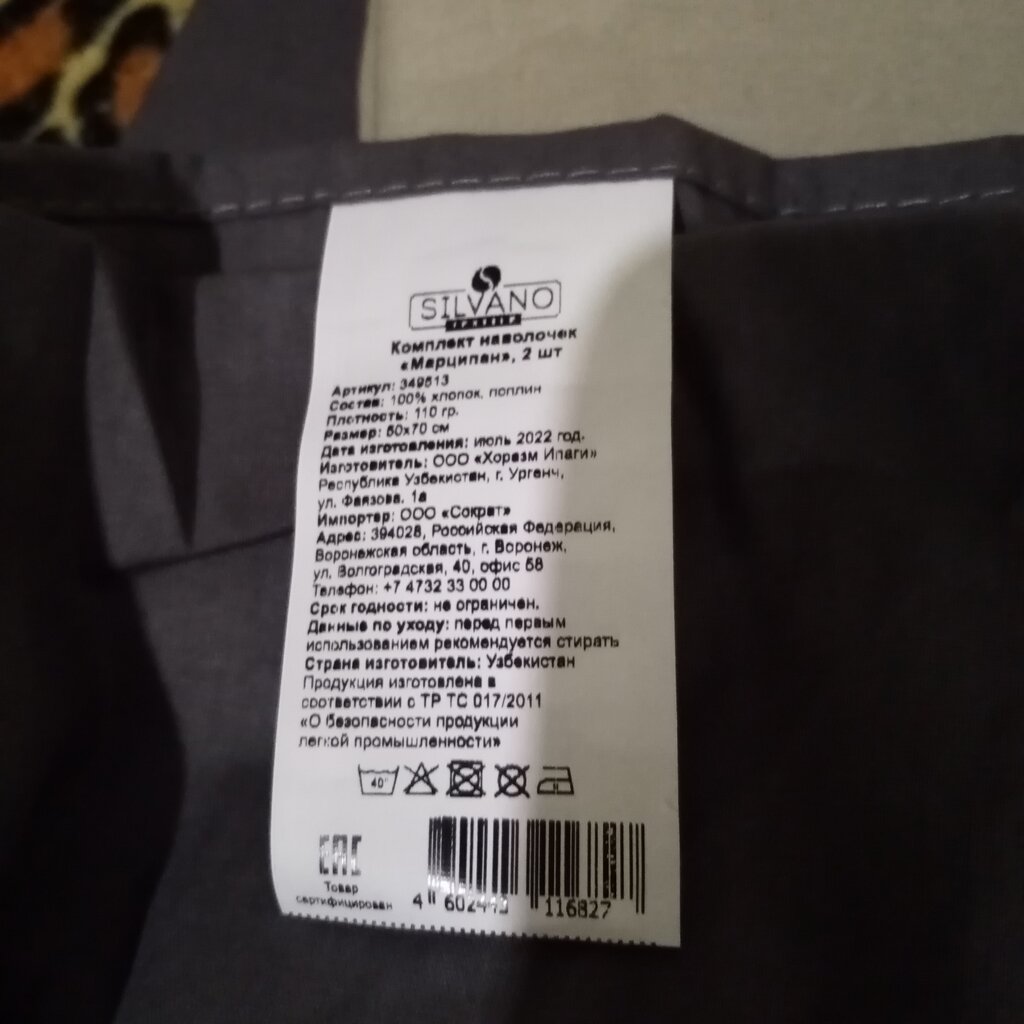 SILVANO
Комплект наволочек
«Марципан», 2 шт
Артикул: 349513
Состав: 100% хлопок, поплин
Плотность: 110 гр.
Размер: 50х70 см
Дата изготовления: июль 2022 год.
Изготовитель: ООО «Хоразм Ипаги»
Республика Узбекистан, г. Ургенч,
ул. Фаязова, 1а
Импортер: ООО «Сократ»
Адрес: 394028, Российская Федерация,
Воронежская область, г. Воронеж,
ул. Волгоградская, 40, офис 58
Телефон: +7 4732 33 00 00
Срок годности: не ограничен.
Данные по уходу: перед первым
использованием рекомендуется стирать
Страна изготовитель: Узбекистан
Продукция изготовлена в
соответствии с ТР ТС 017/2011
«О безопасности продукции
легкой промышленности»
40°
ЕАС
Товар
сертифицирован
4 116827